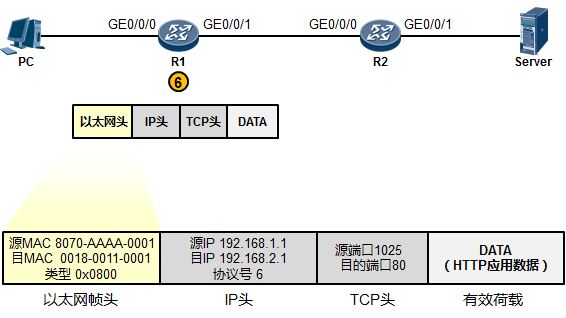 GE0/0/0 GE0/0/1 GE0/0/0 GE0/0/1
PC R1 R2 Server
6
以太网头 IP头 TCP头 DATA
源MAC 8070-AAAA-0001
目MAC 0018-0011-0001
类型 0x0800
源IP 192.168.1.1
目IP 192.168.2.1
协议号 6
源端口1025
目的端口80
DATA
(HTTP应用数据)
以太网帧头 IP头 TCP头 有效荷载